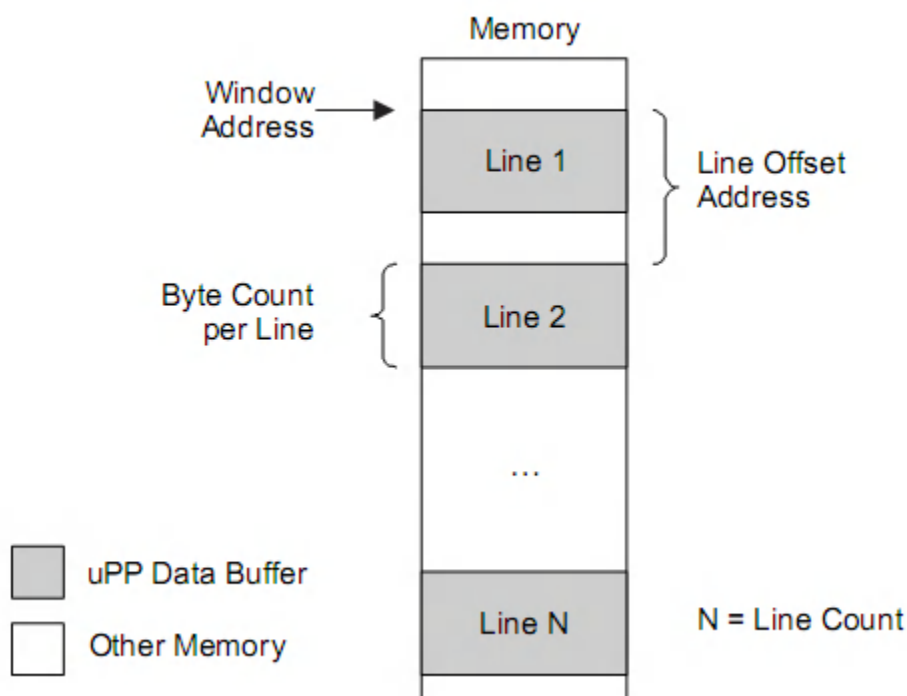 Memory
Window
Address
Line 1
Line Offset
Address
Byte Count
per Line
Line 2
...
uPP Data Buffer
Line N
N = Line Count
Other Memory